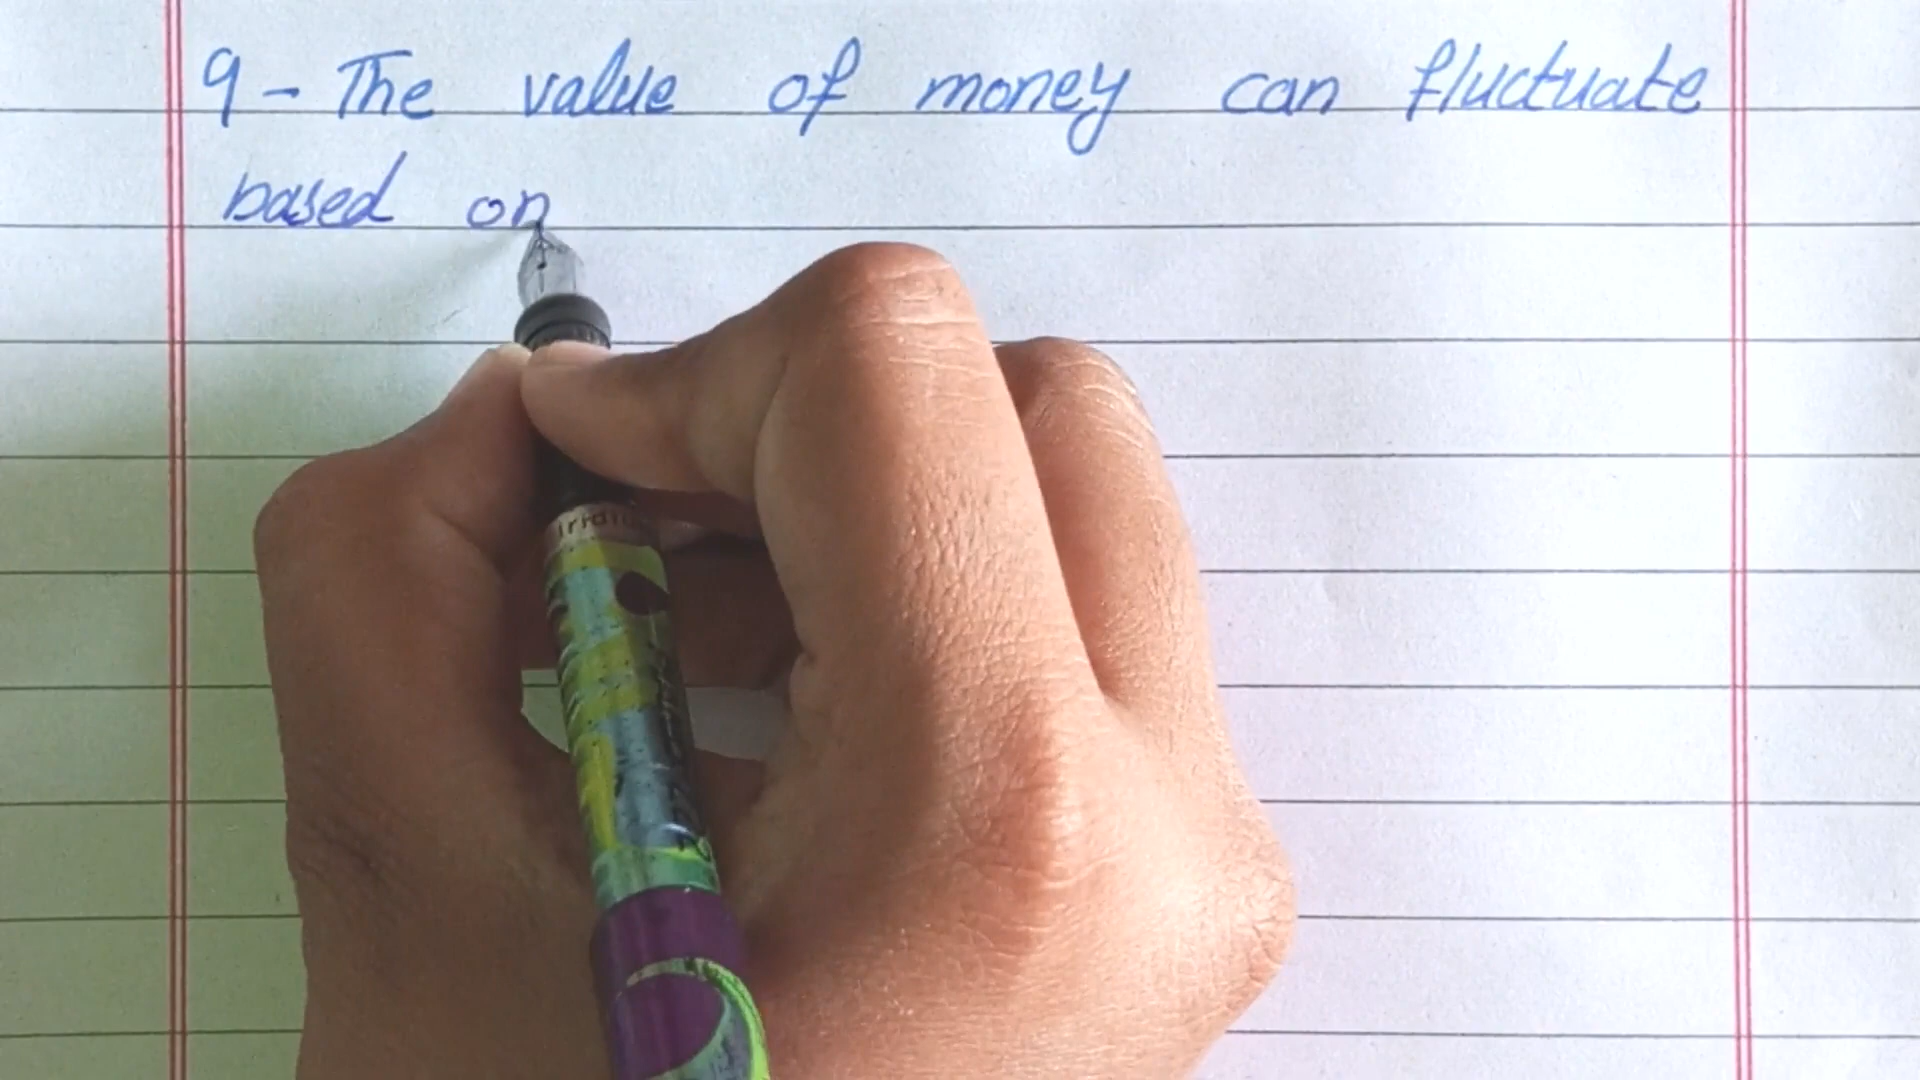 9 - The value of money can fluctuate
based on